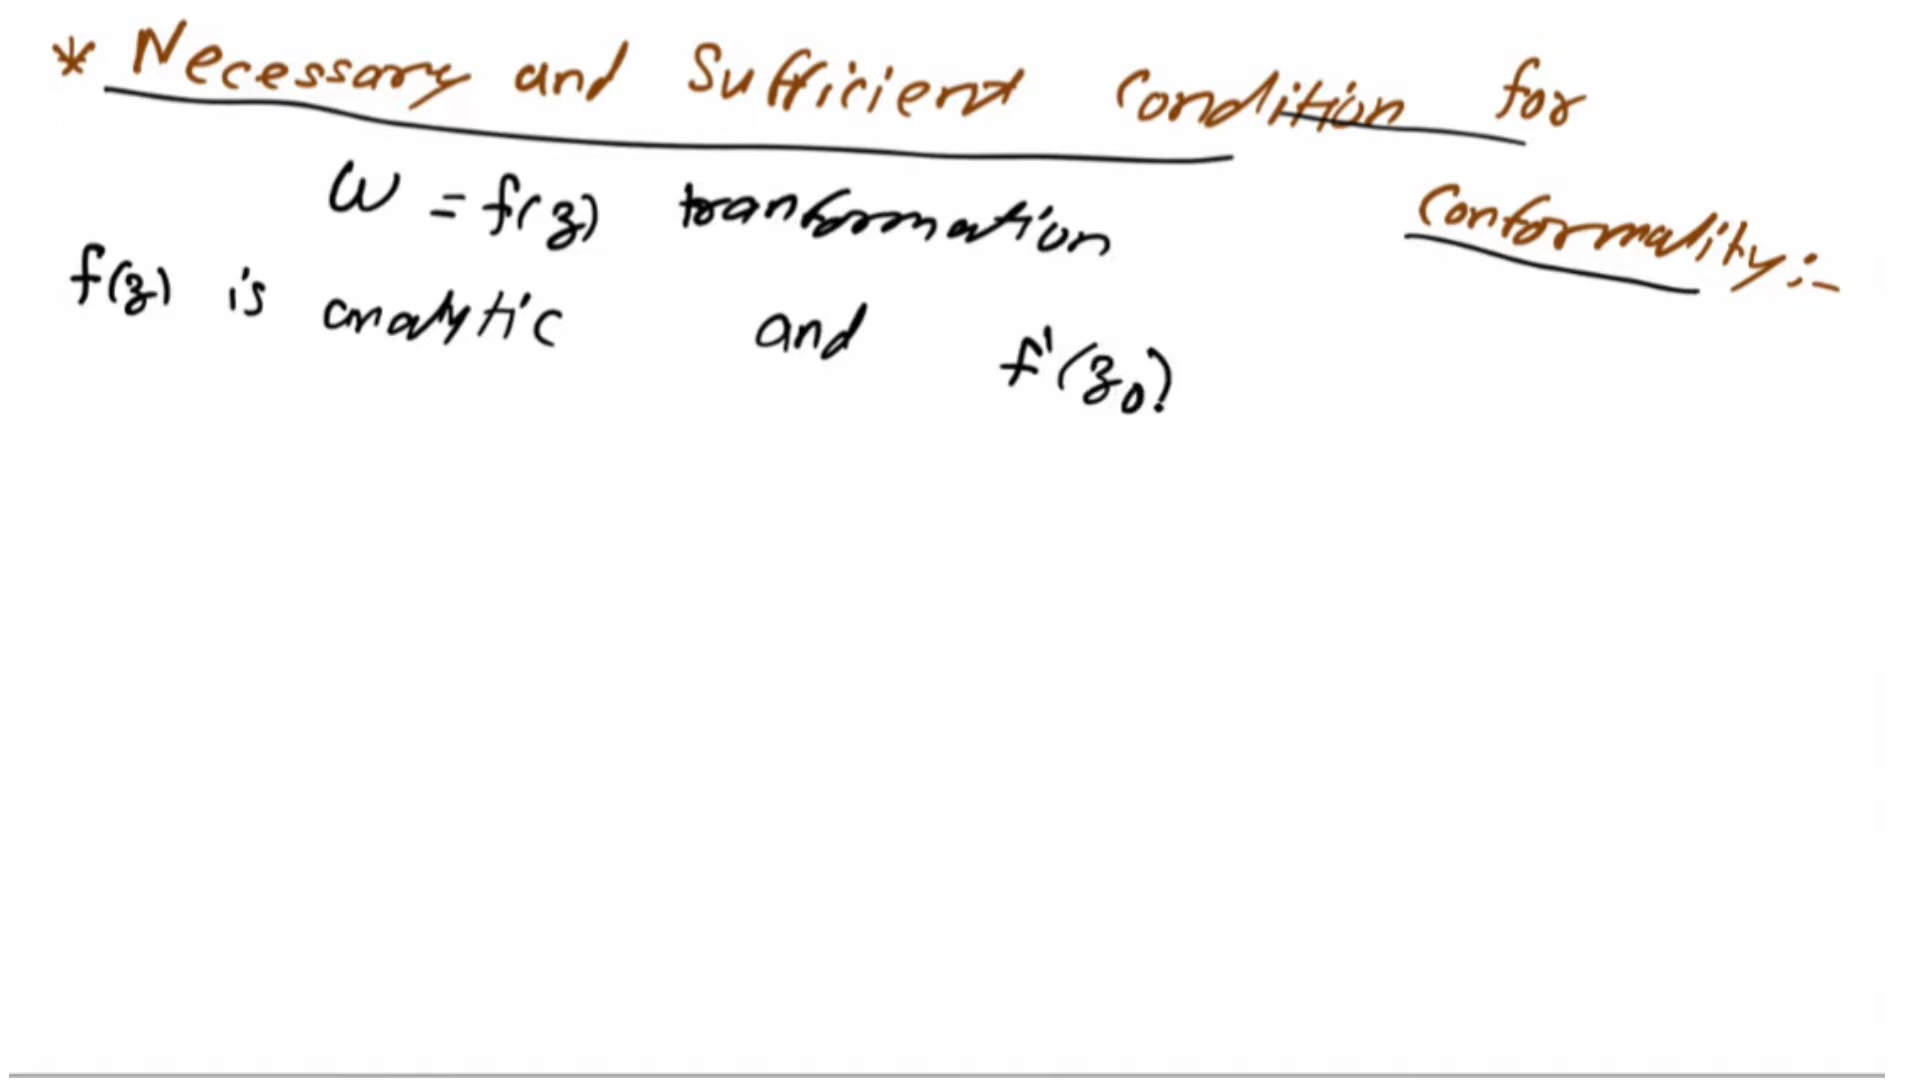 * Necessary and Sufficient Condition for
Conformality:-
w = f(z) transformation
f(z) is analytic and f'(z0)